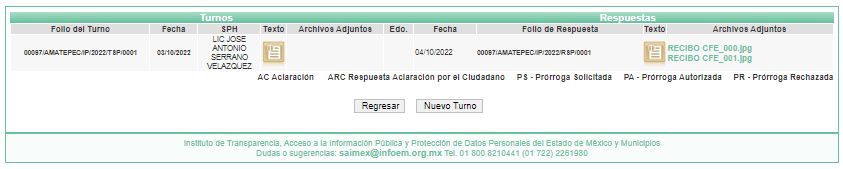 Turnos Respuestas
Folio del Turno Fecha SPH Texto Archivos Adjuntos Edo. Fecha Folio de Respuesta Texto Archivos Adjuntos
00097/AMATEPEC/IP/2022/TSP/0001 03/10/2022 LIC JOSE ANTONIO SERRANO VELAZQUEZ 04/10/2022 00097/AMATEPEC/IP/2022/RSP/0001 RECIBO CFE_000.jpg
RECIBO CFE_001.jpg
AC Aclaración ARC Respuesta Aclaración por el Ciudadano PS - Prórroga Solicitada PA - Prórroga Autorizada PR - Prórroga Rechazada
Regresar Nuevo Turno
Instituto de Transparencia, Acceso a la Información Pública y Protección de Datos Personales del Estado de México y Municipios
Dudas o sugerencias: saimex@infoem.org.mx Tel. 01 800 8210441 (01 722) 2261980